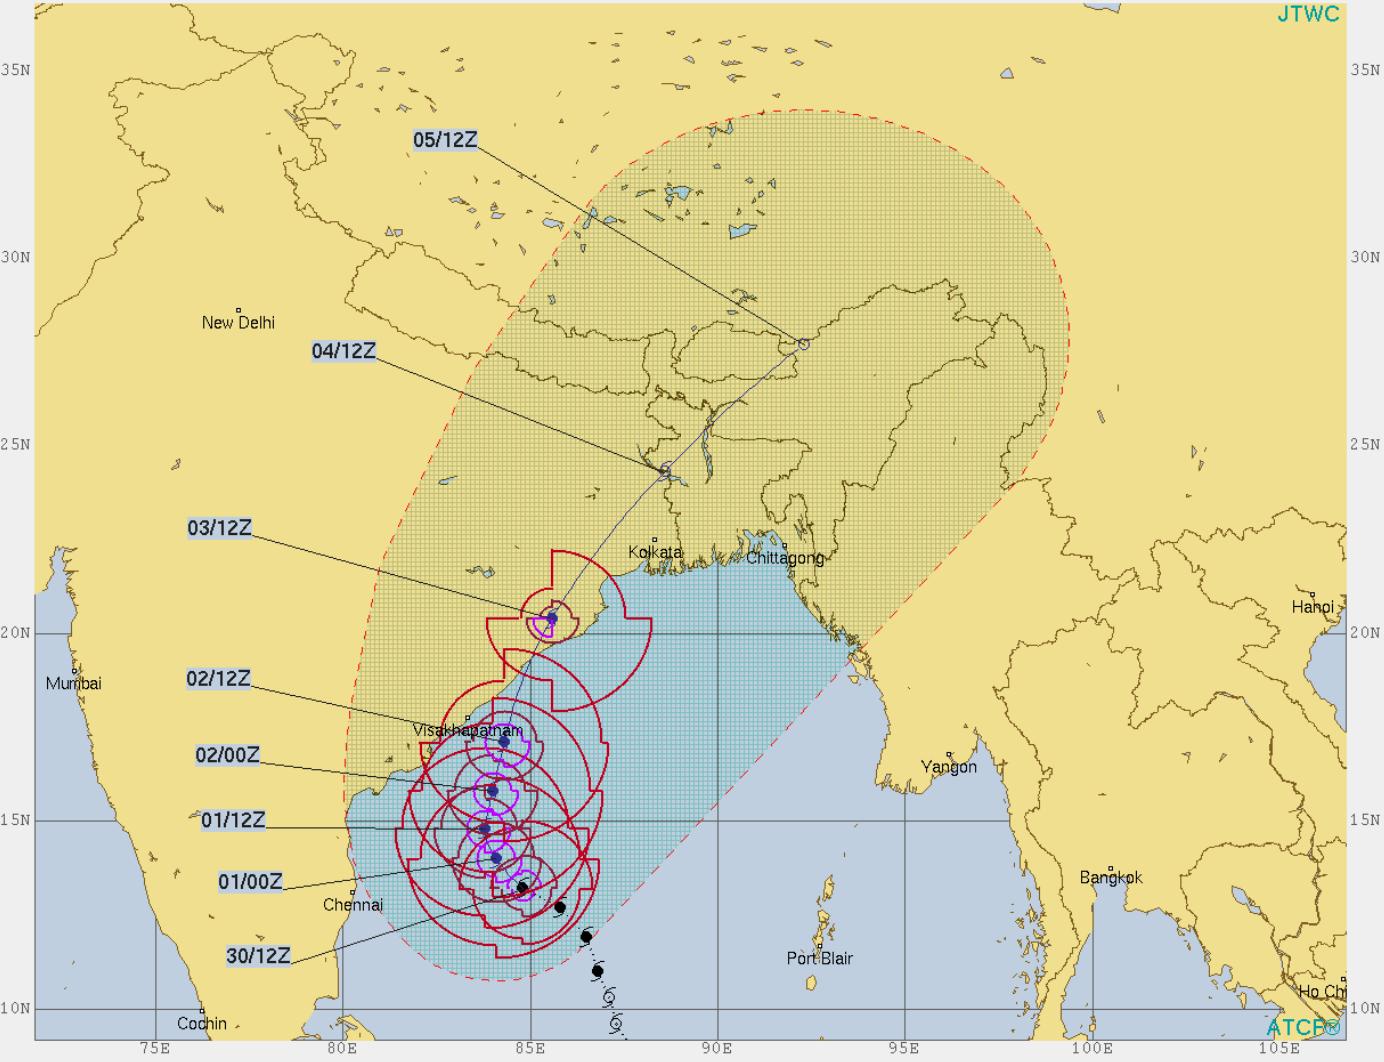 JTWC
35N 35N
05/12Z
30N 30N
New Delhi
04/12Z
25N 25N
03/12Z
Kolkata
Chittagong
Hanoi
20N 20N
Mumbai
02/12Z
Visakhapatnam
02/00Z
Yangon
01/12Z
15N 15N
01/00Z
Bangkok
Chennai
30/12Z
Port Blair
Ho Chi
10N 10N
Cochin
ATCF®
75E 80E 85E 90E 95E 100E 105E